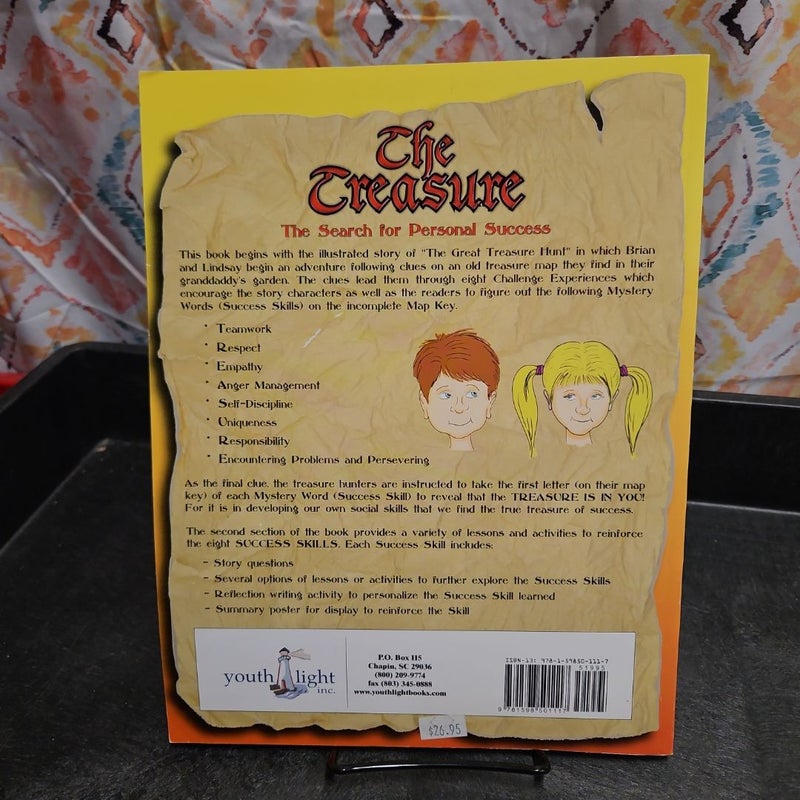 The
Treasure
The Search for Personal Success
This book begins with the illustrated story of "The Great Treasure Hunt" in which Brian
and Lindsay begin an adventure following clues on an old treasure map they find in their
granddaddy's garden. The clues lead them through eight Challenge Experiences which
encourage the story characters as well as the readers to figure out the following Mystery
Words (Success Skills) on the incomplete Map Key.
· Teamwork
· Respect
· Empathy
· Anger Management
· Self-Discipline
· Uniqueness
· Responsibility
· Encountering Problems and Persevering
As the final clue, the treasure hunters are instructed to take the first letter (on their map
key) of each Mystery Word (Success Skill) to reveal that the TREASURE IS IN YOU!
For it is in developing our own social skills that we find the true treasure of success.
The second section of the book provides a variety of lessons and activities to reinforce
the eight SUCCESS SKILLS. Each Success Skill includes:
- Story questions
- Several options of lessons or activities to further explore the Success Skills
- Reflection writing activity to personalize the Success Skill learned
- Summary poster for display to reinforce the Skill
youth light
inc.
P.O. Box 115
Chapin, SC 29036
(800) 209-9774
fax (803) 345-0888
www.youthlightbooks.com
ISBN-13: 978-1-59850-111-7
51995
9 781598 501117
$26.95